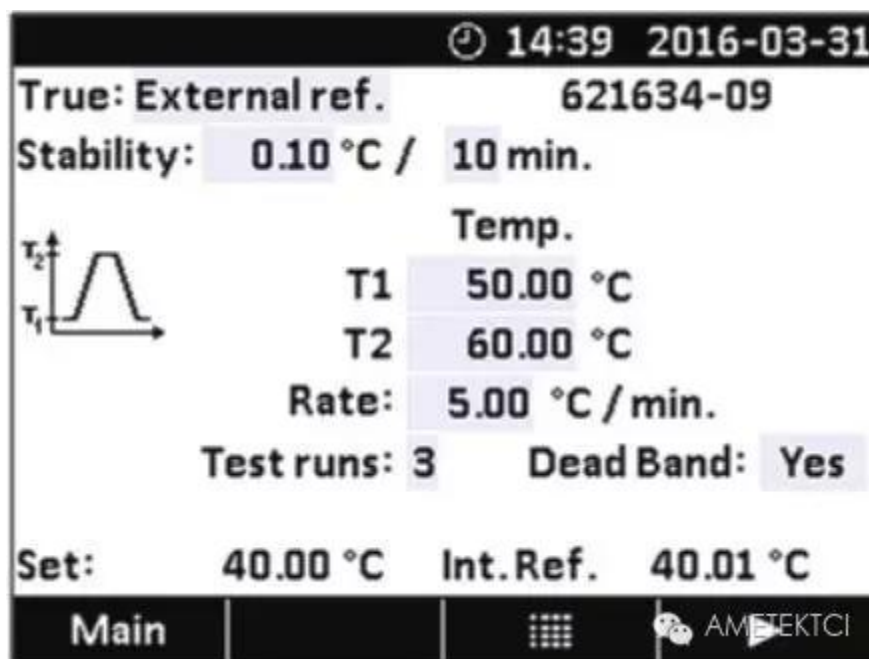 14:39 2016-03-31
True: External ref. 621634-09
Stability: 0.10 °C / 10 min.
Temp.
T2
T1 50.00 °C
T1
T2 60.00 °C
Rate: 5.00 °C / min.
Test runs: 3 Dead Band: Yes
Set: 40.00 °C Int. Ref. 40.01 °C
Main
AMETEKTCI